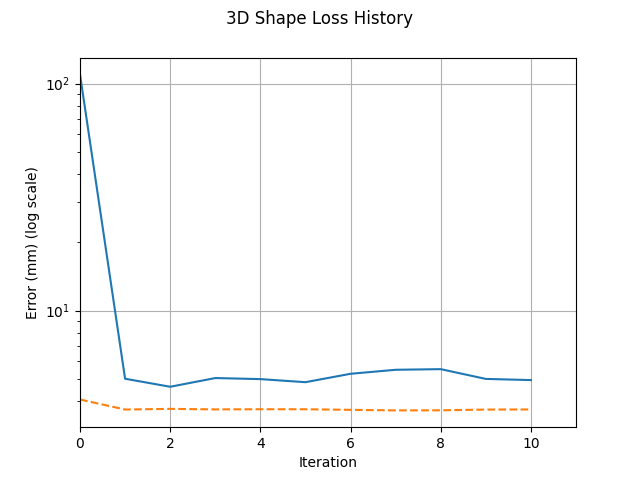 3D Shape Loss History
10²
10¹
Error (mm) (log scale)
0 2 4 6 8 10
Iteration